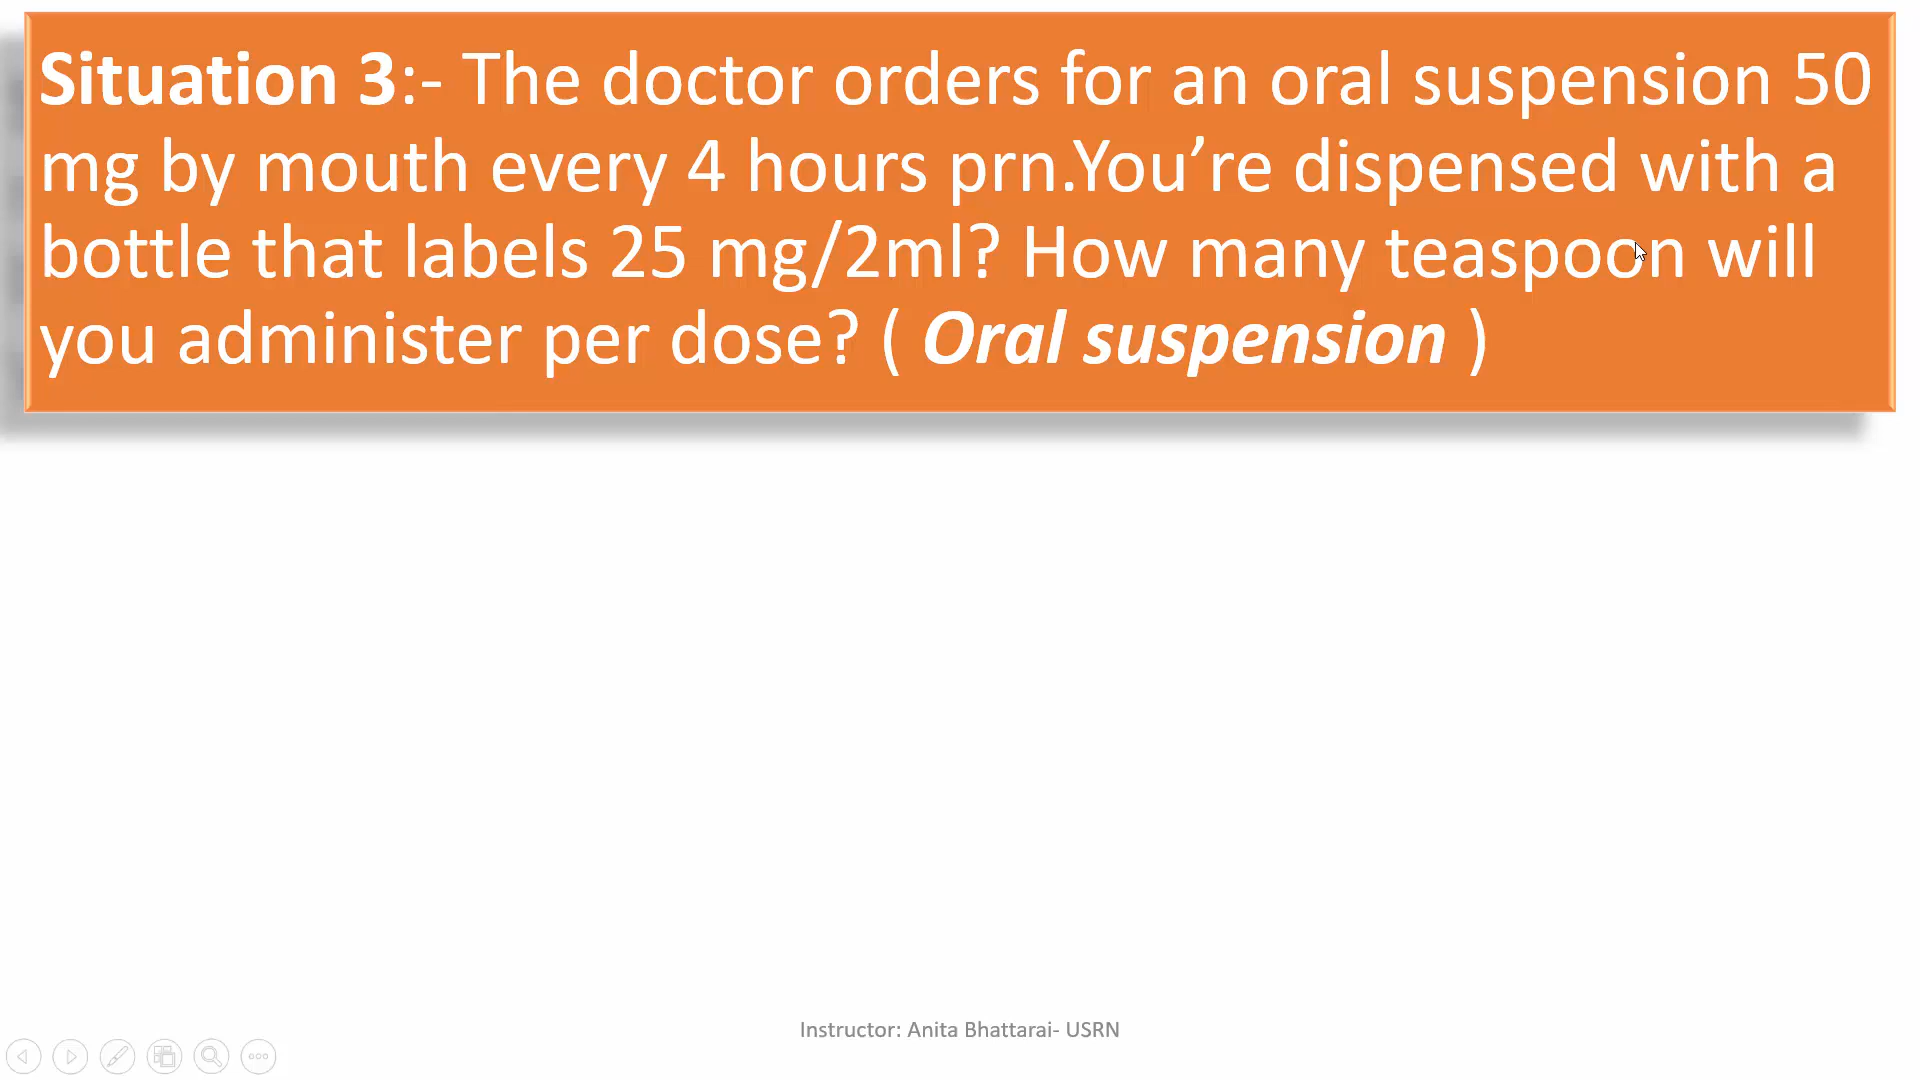 Situation 3:- The doctor orders for an oral suspension 50
mg by mouth every 4 hours prn.You’re dispensed with a
bottle that labels 25 mg/2ml? How many teaspoon will
you administer per dose? ( Oral suspension )
Instructor: Anita Bhattarai- USRN